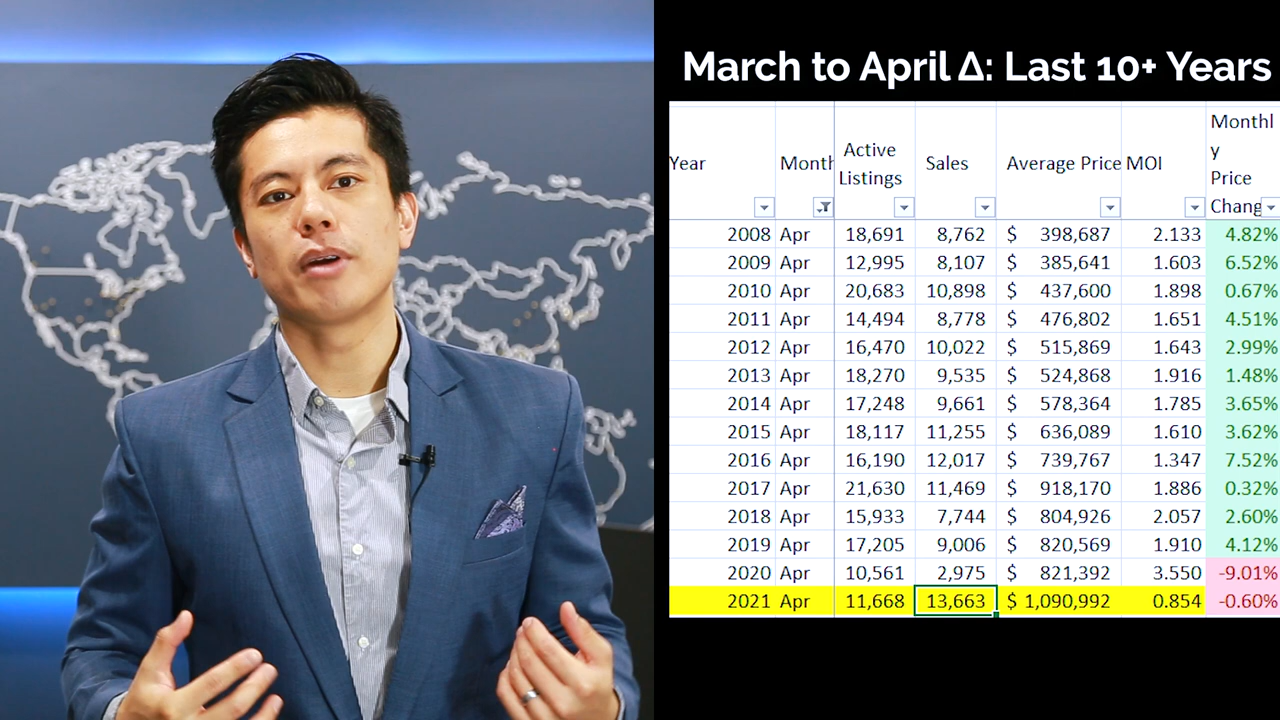 March to April Δ: Last 10+ Years
Year Month Active Listings Sales Average Price MOI Monthly Price Chang
2008 Apr 18,691 8,762 $ 398,687 2.133 4.82%
2009 Apr 12,995 8,107 $ 385,641 1.603 6.52%
2010 Apr 20,683 10,898 $ 437,600 1.898 0.67%
2011 Apr 14,494 8,778 $ 476,802 1.651 4.51%
2012 Apr 16,470 10,022 $ 515,869 1.643 2.99%
2013 Apr 18,270 9,535 $ 524,868 1.916 1.48%
2014 Apr 17,248 9,661 $ 578,364 1.785 3.65%
2015 Apr 18,117 11,255 $ 636,089 1.610 3.62%
2016 Apr 16,190 12,017 $ 739,767 1.347 7.52%
2017 Apr 21,630 11,469 $ 918,170 1.886 0.32%
2018 Apr 15,933 7,744 $ 804,926 2.057 2.60%
2019 Apr 17,205 9,006 $ 820,569 1.910 4.12%
2020 Apr 10,561 2,975 $ 821,392 3.550 -9.01%
2021 Apr 11,668 13,663 $ 1,090,992 0.854 -0.60%